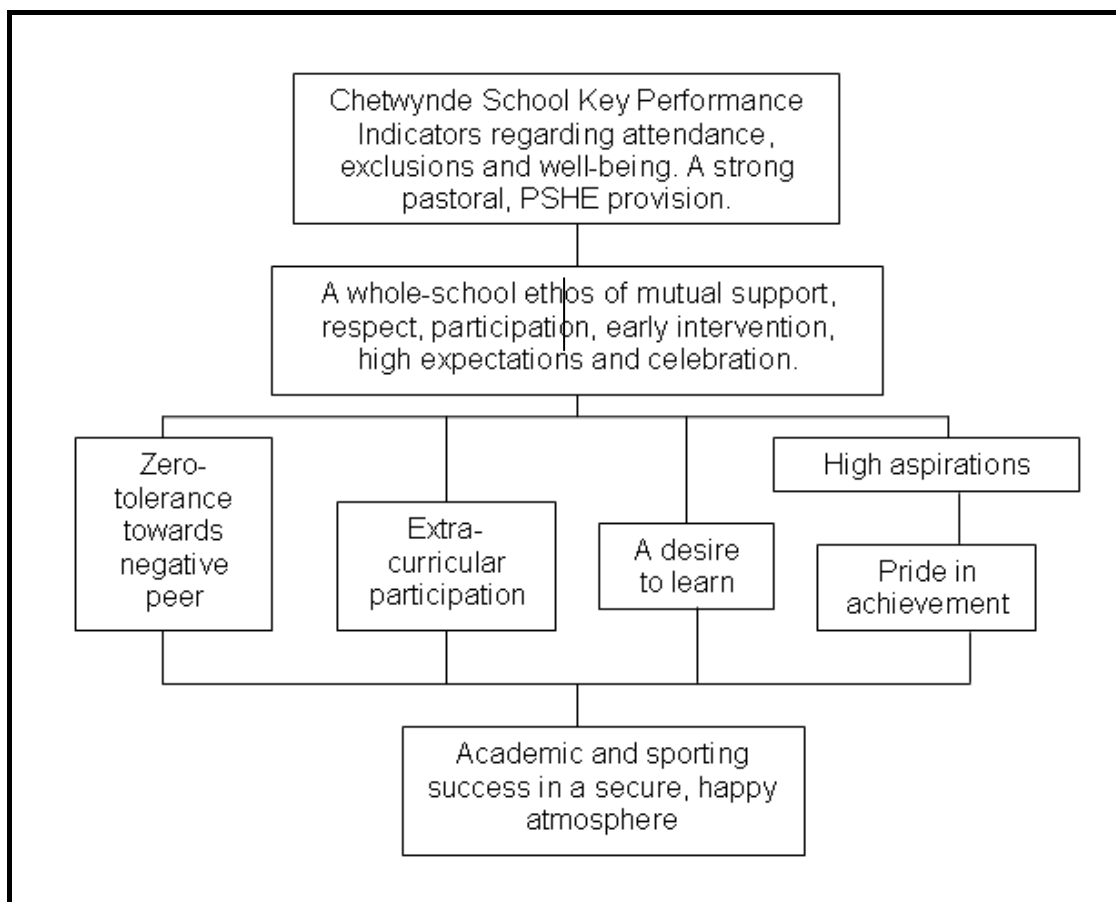 Chetwynde School Key Performance
Indicators regarding attendance,
exclusions and well-being. A strong
pastoral, PSHE provision.
A whole-school ethos of mutual support,
respect, participation, early intervention,
high expectations and celebration.
Zero-
tolerance
towards
negative
peer
Extra-
curricular
participation
A desire
to learn
High aspirations
Pride in
achievement
Academic and sporting
success in a secure, happy
atmosphere